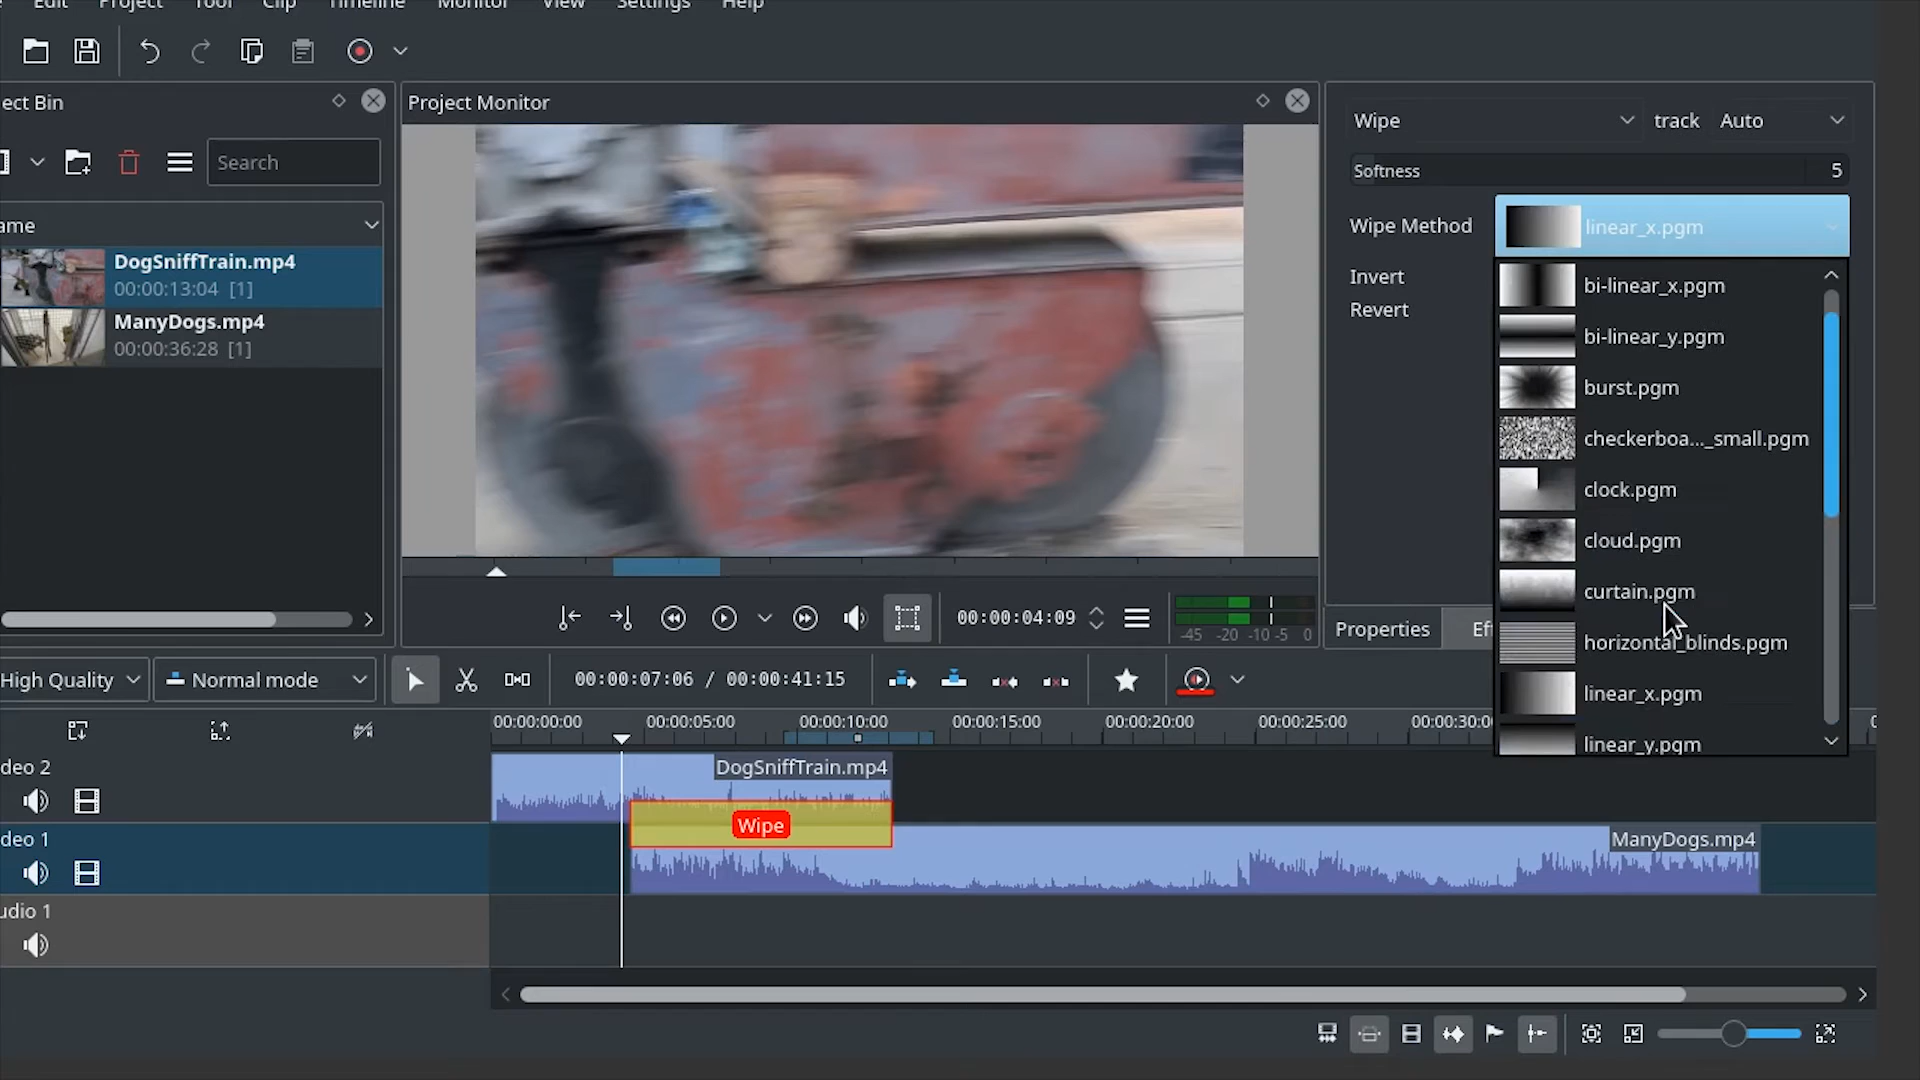 Edit Project Tool Clip Timeline Monitor View Settings Help
ect Bin
Project Monitor
Wipe
track
Auto
Search
Softness
5
ame
Wipe Method
linear_x.pgm
DogSniffTrain.mp4
00:00:13:04 [1]
ManyDogs.mp4
00:00:36:28 [1]
Invert
Revert
bi-linear_x.pgm
bi-linear_y.pgm
burst.pgm
checkerboa..._small.pgm
clock.pgm
cloud.pgm
curtain.pgm
horizontal_blinds.pgm
linear_x.pgm
linear_y.pgm
00:00:04:09
-45 -20 -10 -5 0
Properties
Eff
High Quality
Normal mode
00:00:07:06 / 00:00:41:15
00:00:00:00 00:00:05:00 00:00:10:00 00:00:15:00 00:00:20:00 00:00:25:00 00:00:30:0
deo 2
DogSniffTrain.mp4
Wipe
deo 1
ManyDogs.mp4
udio 1